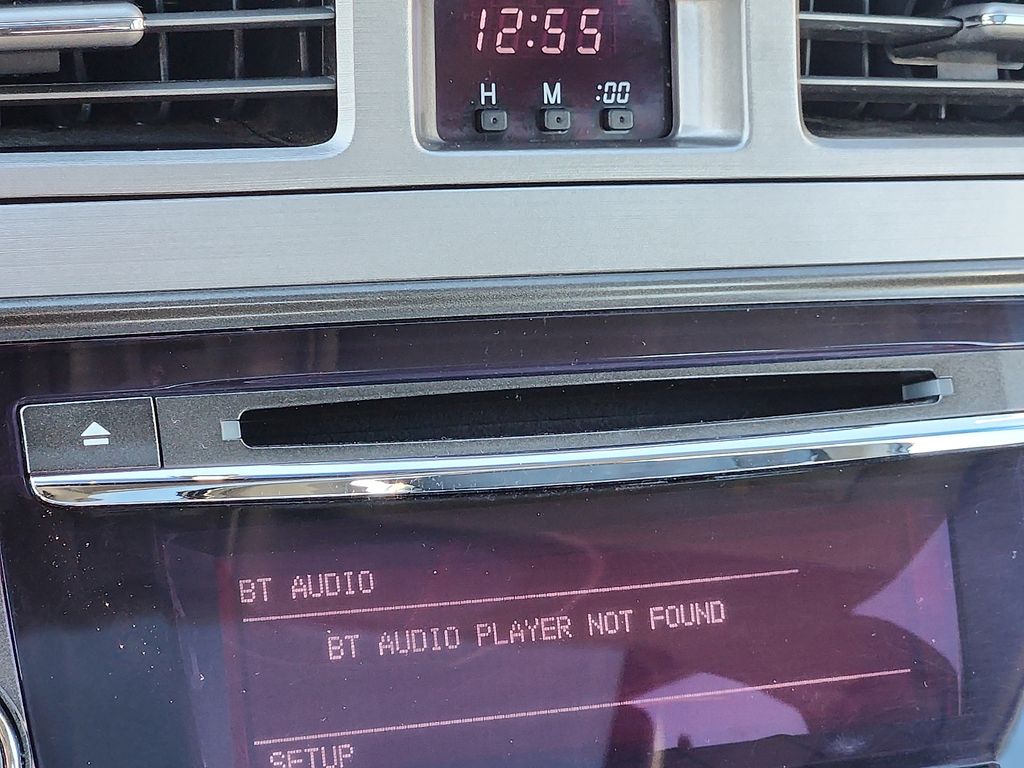 12:55
H M :00
BT AUDIO
BT AUDIO PLAYER NOT FOUND
SETUP